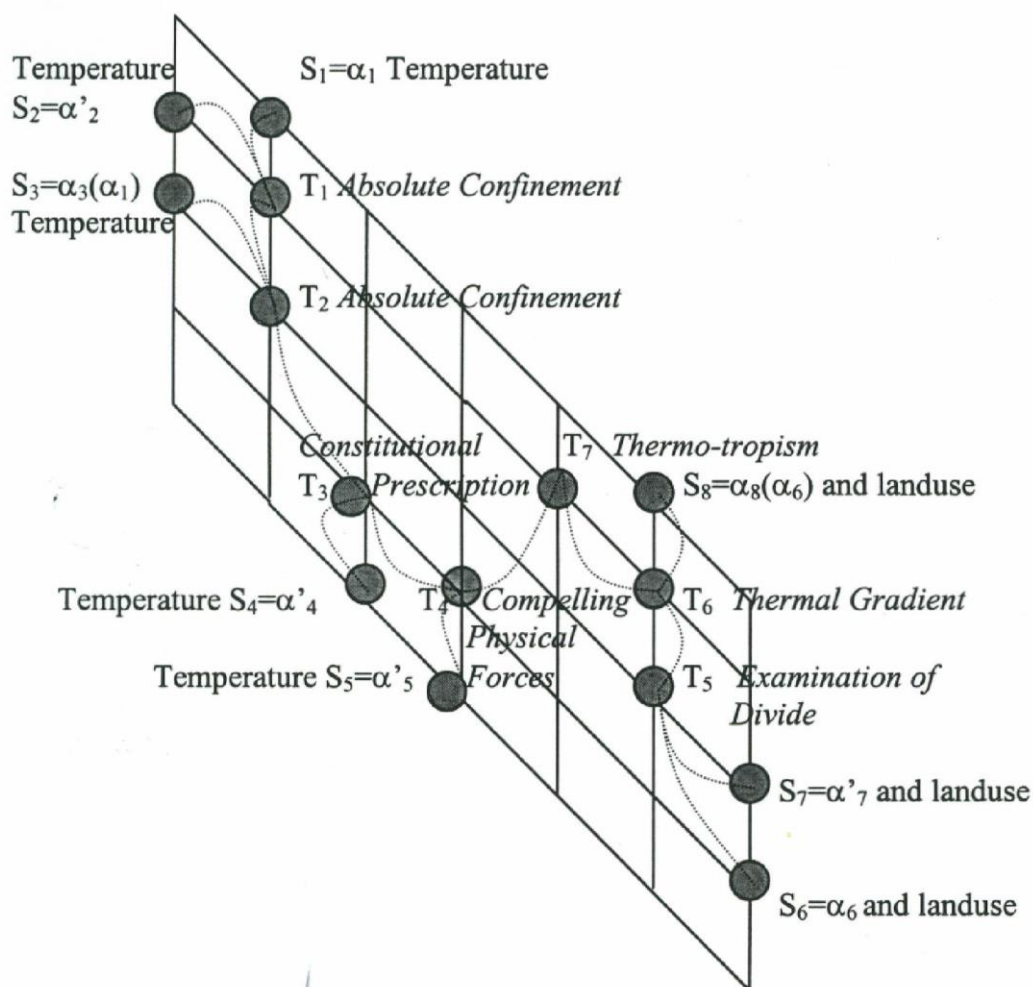 Temperature
S₂=α'₂
S₁=α₁ Temperature
S₃=α₃(α₁)
Temperature
T₁ Absolute Confinement
T₂ Absolute Confinement
Constitutional
T₃ Prescription
T₇ Thermo-tropism
S₈=α₈(α₆) and landuse
Temperature S₄=α'₄
T₄ Compelling
Physical
Forces
T₆ Thermal Gradient
Temperature S₅=α'₅
T₅ Examination of
Divide
S₇=α'₇ and landuse
S₆=α₆ and landuse